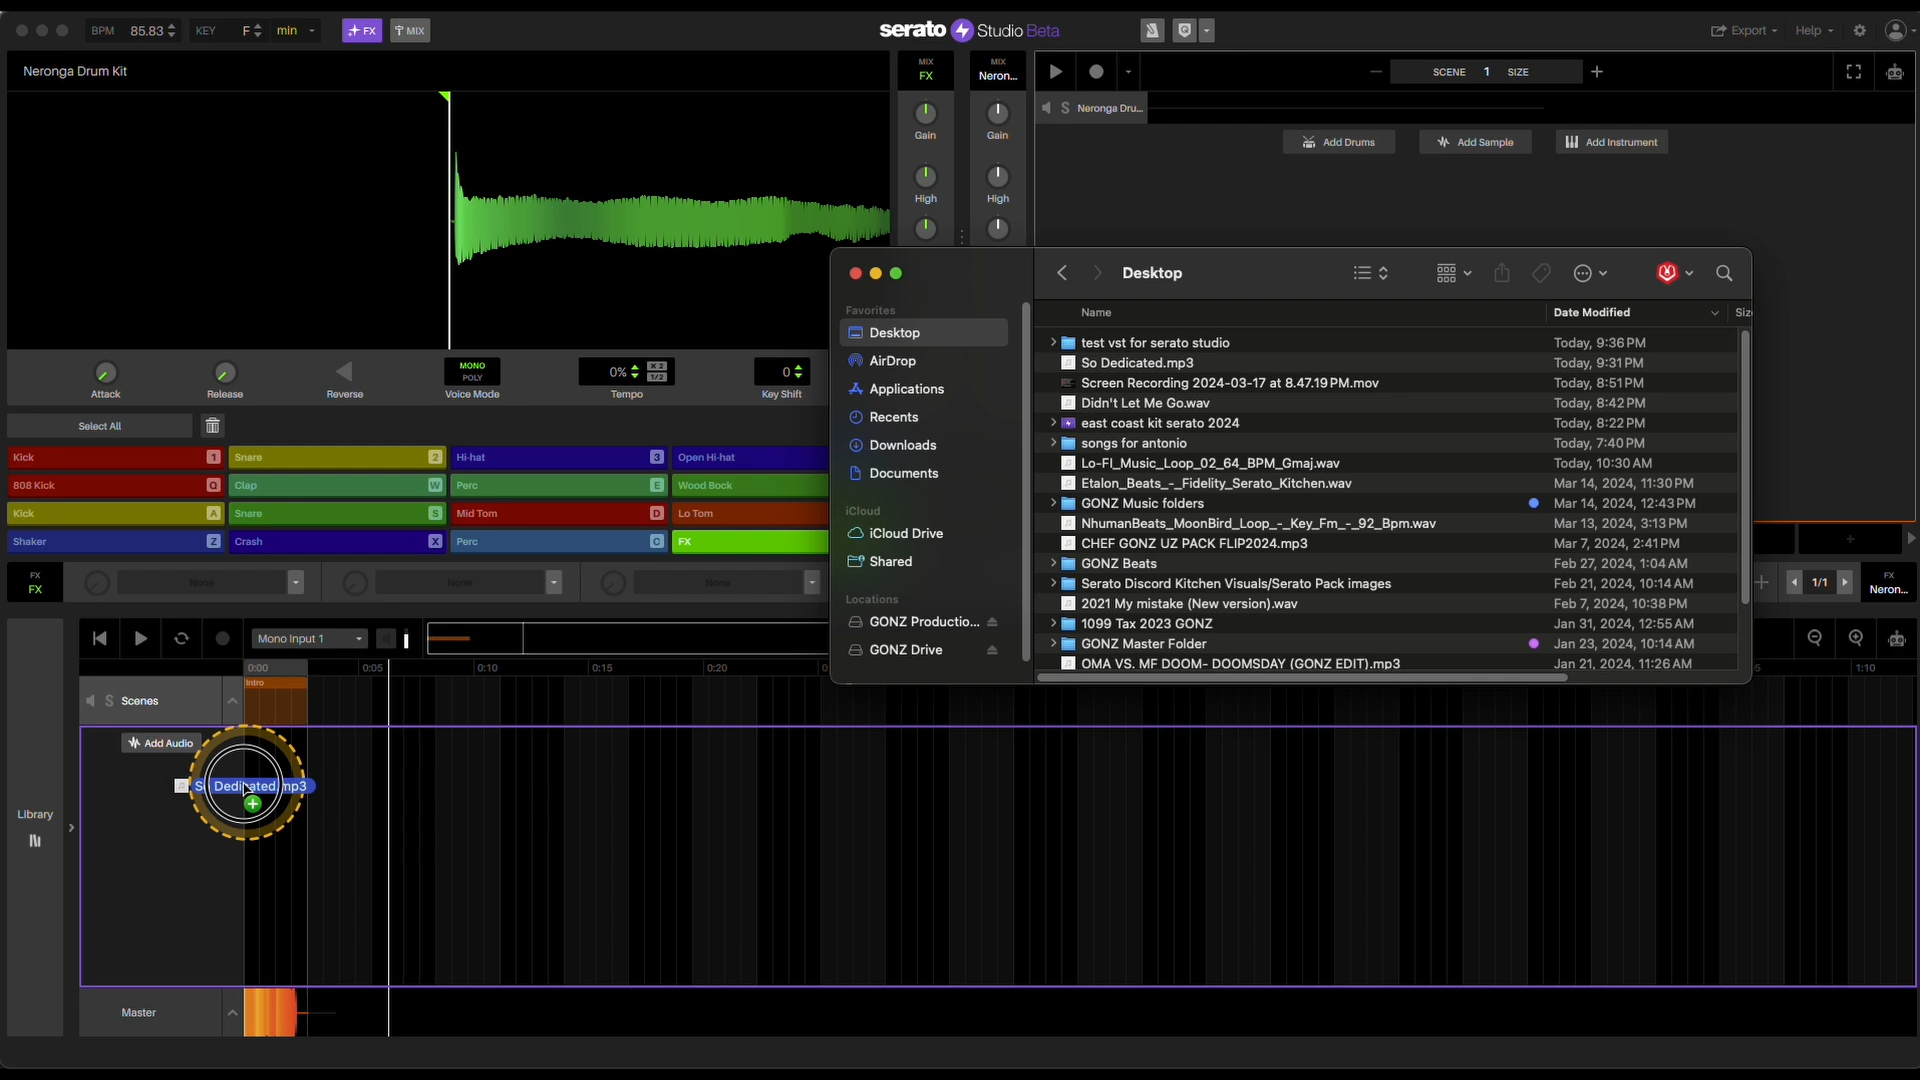 BPM 85.83 KEY F min FX MIX
serato Studio Beta
Export Help
Neronga Drum Kit
MIX
FX
Gain
High
MIX
Neron...
Gain
High
SCENE 1 SIZE
S Neronga Dru...
Add Drums Add Sample Add Instrument
Attack
Release
Reverse
MONO
POLY
Voice Mode
0% X 2
1/2
Tempo
0
Key Shift
Select All
Kick 1 Snare 2 Hi-hat 3 Open Hi-hat
808 Kick Q Clap W Perc E Wood Bock
Kick A Snare S Mid Tom D Lo Tom
Shaker Z Crash X Perc C FX
FX
FX
None None None
1/1
FX
Neron...
Desktop
Favorites
Desktop
AirDrop
Applications
Recents
Downloads
Documents
iCloud
iCloud Drive
Shared
Locations
GONZ Productio...
GONZ Drive
Name Date Modified Siz
test vst for serato studio Today, 9:36 PM
So Dedicated.mp3 Today, 9:31 PM
Screen Recording 2024-03-17 at 8.47.19 PM.mov Today, 8:51 PM
Didn't Let Me Go.wav Today, 8:42 PM
east coast kit serato 2024 Today, 8:22 PM
songs for antonio Today, 7:40 PM
Lo-FI_Music_Loop_02_64_BPM_Gmaj.wav Today, 10:30 AM
Etalon_Beats_-_Fidelity_Serato_Kitchen.wav Mar 14, 2024, 11:30 PM
GONZ Music folders Mar 14, 2024, 12:43 PM
NhumanBeats_MoonBird_Loop_-_Key_Fm_-_92_Bpm.wav Mar 13, 2024, 3:13 PM
CHEF GONZ UZ PACK FLIP2024.mp3 Mar 7, 2024, 2:41 PM
GONZ Beats Feb 27, 2024, 1:04 AM
Serato Discord Kitchen Visuals/Serato Pack images Feb 21, 2024, 10:14 AM
2021 My mistake (New version).wav Feb 7, 2024, 10:38 PM
1099 Tax 2023 GONZ Jan 31, 2024, 12:55 AM
GONZ Master Folder Jan 23, 2024, 10:14 AM
OMA VS. MF DOOM- DOOMSDAY (GONZ EDIT).mp3 Jan 21, 2024, 11:26 AM
Mono Input 1
0:00 0:05 0:10 0:15 0:20 1:10
Intro
S Scenes
Add Audio
So Dedicated.mp3
Library
Master